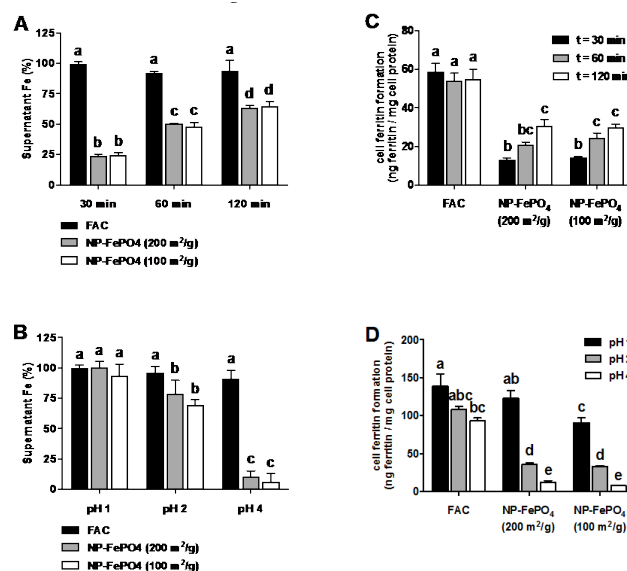 A
Supernatant Fe (%)
125
100
75
50
25
0
a
b b
a
c c
a
d d
30 min 60 min 120 min
FAC
NP-FePO4 (200 m²/g)
NP-FePO4 (100 m²/g)
B
Supernatant Fe (%)
125
100
75
50
25
0
a a a
a
b
b
a
c c
pH 1 pH 2 pH 4
FAC
NP-FePO4 (200 m²/g)
NP-FePO4 (100 m²/g)
C
cell ferritin formation
(ng ferritin / mg cell protein)
80
60
40
20
0
t = 30 min
t = 60 min
t = 120 min
a a a
b bc c
b c c
FAC NP-FePO₄ NP-FePO₄
(200 m²/g) (100 m²/g)
D
cell ferritin formation
(ng ferritin / mg cell protein)
200
150
100
50
0
pH
pH
pH
a
abc
bc
ab
d
e
c
d
e
FAC NP-FePO₄ NP-FePO₄
(200 m²/g) (100 m²/g)